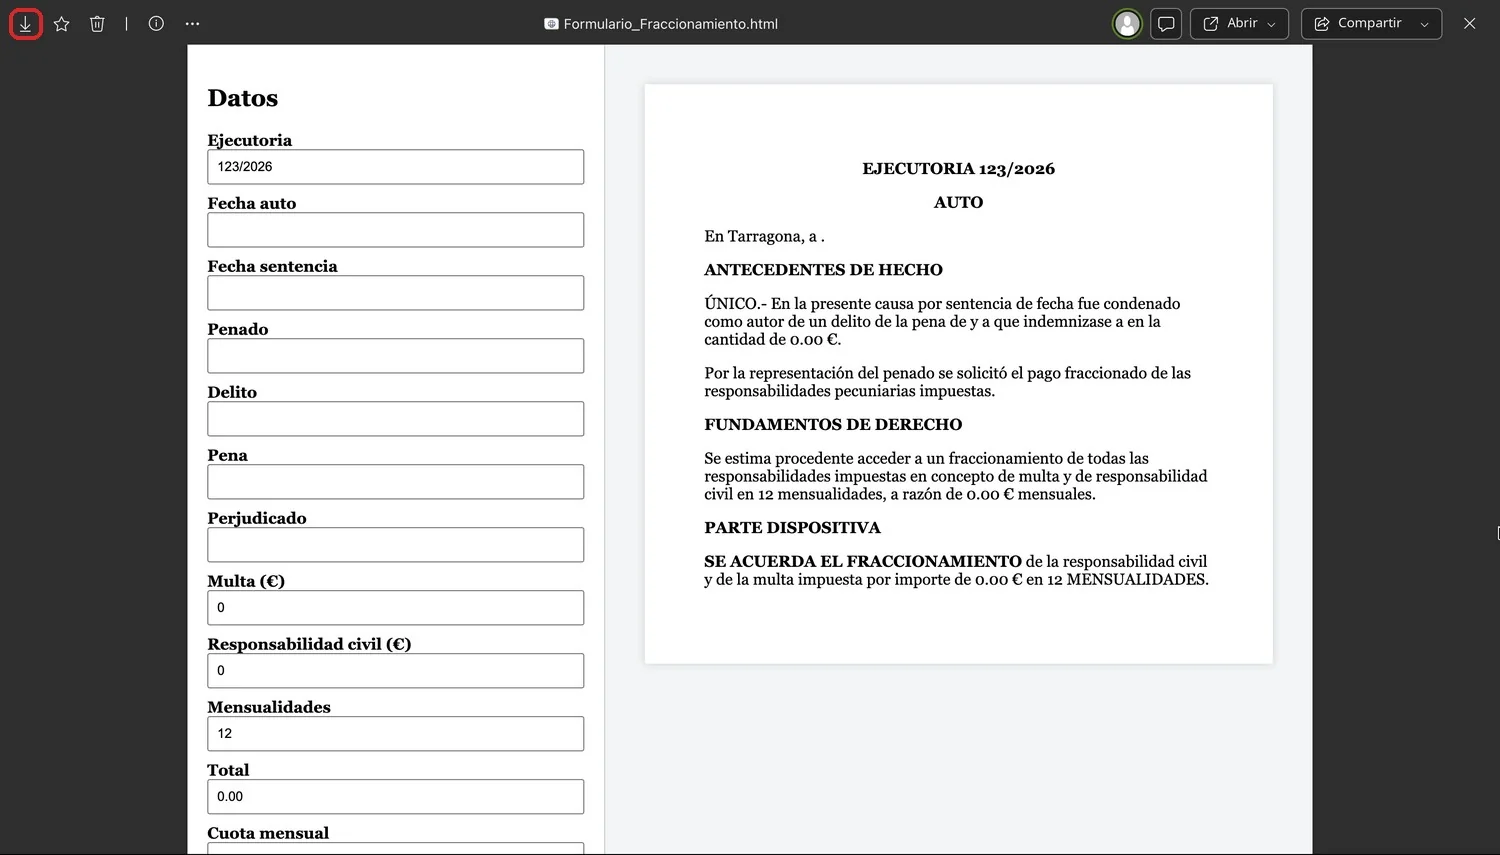 Formulario_Fraccionamiento.html
Abrir
Compartir
Datos
Ejecutoria
123/2026
Fecha auto
Fecha sentencia
Penado
Delito
Pena
Perjudicado
Multa (€)
0
Responsabilidad civil (€)
0
Mensualidades
12
Total
0.00
Cuota mensual
EJECUTORIA 123/2026
AUTO
En Tarragona, a .
ANTECEDENTES DE HECHO
ÚNICO.- En la presente causa por sentencia de fecha fue condenado
como autor de un delito de la pena de y a que indemnizase a en la
cantidad de 0.00 €.
Por la representación del penado se solicitó el pago fraccionado de las
responsabilidades pecuniarias impuestas.
FUNDAMENTOS DE DERECHO
Se estima procedente acceder a un fraccionamiento de todas las
responsabilidades impuestas en concepto de multa y de responsabilidad
civil en 12 mensualidades, a razón de 0.00 € mensuales.
PARTE DISPOSITIVA
SE ACUERDA EL FRACCIONAMIENTO de la responsabilidad civil
y de la multa impuesta por importe de 0.00 € en 12 MENSUALIDADES.